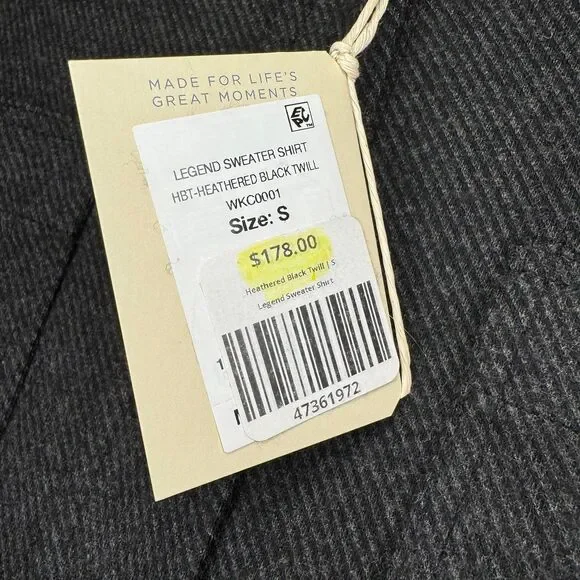 MADE FOR LIFE'S
GREAT MOMENTS
LEGEND SWEATER SHIRT
HBT-HEATHERED BLACK TWILL
WKC0001
Size: S
$178.00
Heathered Black Twill | S
Legend Sweater Shirt
47361972